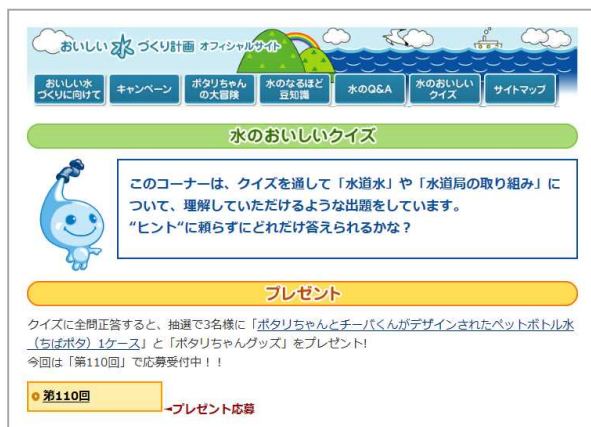 おいしい水づくり計画 オフィシャルサイト
おいしい水
づくりに向けて
キャンペーン
ポタリちゃん
の大冒険
水のなるほど
豆知識
水のQ&A
水のおいしい
クイズ
サイトマップ
水のおいしいクイズ
このコーナーは、クイズを通して「水道水」や「水道局の取り組み」に
ついて、理解していただけるような出題をしています。
“ヒント“に頼らずにどれだけ答えられるかな？
プレゼント
クイズに全問正答すると、抽選で3名様に「ポタリちゃんとチーバくんがデザインされたペットボトル水
（ちばポタ）1ケース」と「ポタリちゃんグッズ」をプレゼント!
今回は「第110回」で応募受付中！！
第110回
→プレゼント応募